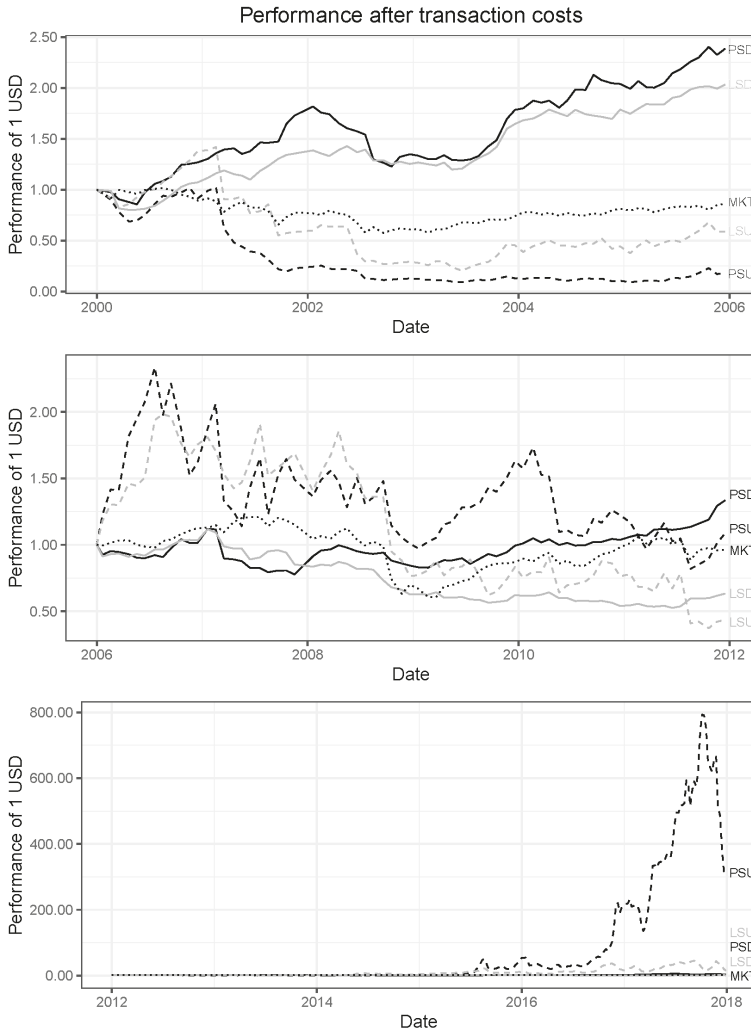 Performance after transaction costs
2.50
2.00
1.50
1.00
0.50
0.00
Performance of 1 USD
PSD
LSD
MKT
LSU
PSU
2000
2002
2004
2006
Date
2.00
1.50
1.00
0.50
Performance of 1 USD
PSD
PSU
MKT
LSD
LSU
2006
2008
2010
2012
Date
800.00
600.00
400.00
200.00
0.00
Performance of 1 USD
PSU
LSU
PSD
LSD
MKT
2012
2014
2016
2018
Date